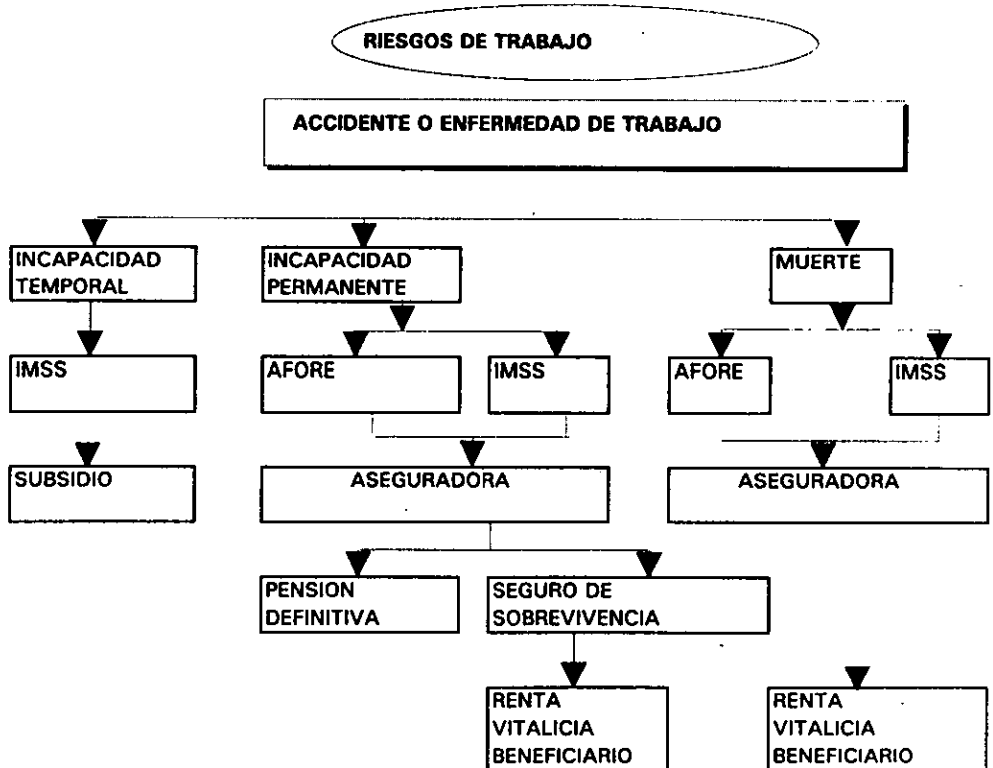 RIESGOS DE TRABAJO
ACCIDENTE O ENFERMEDAD DE TRABAJO
INCAPACIDAD
TEMPORAL
INCAPACIDAD
PERMANENTE
MUERTE
IMSS
AFORE
IMSS
AFORE
IMSS
SUBSIDIO
ASEGURADORA
ASEGURADORA
PENSION
DEFINITIVA
SEGURO DE
SOBREVIVENCIA
RENTA
VITALICIA
BENEFICIARIO
RENTA
VITALICIA
BENEFICIARIO